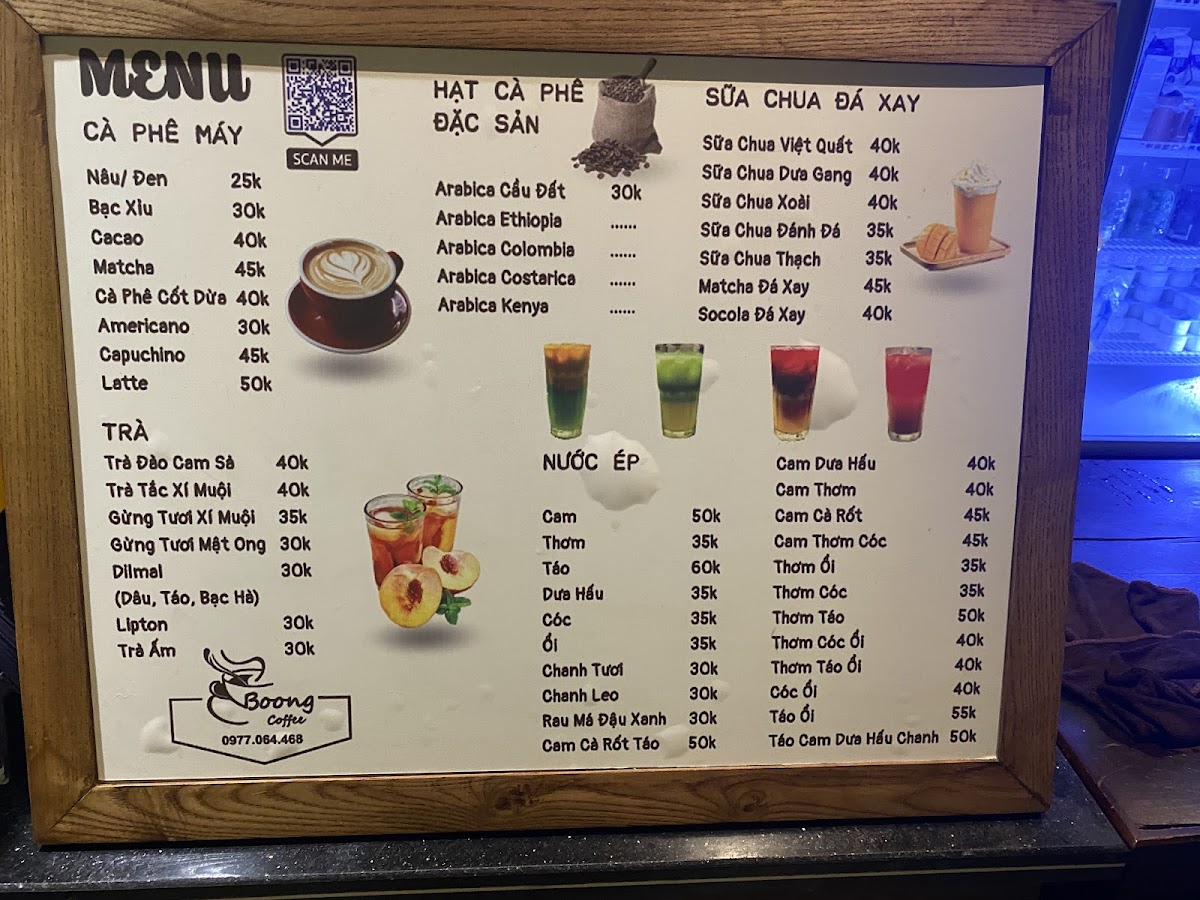 MENU
SCAN ME
CÀ PHÊ MÁY
Nâu/ Đen 25k
Bạc Xỉu 30k
Cacao 40k
Matcha 45k
Cà Phê Cốt Dừa 40k
Americano 30k
Capuchino 45k
Latte 50k
TRÀ
Trà Đào Cam Sả 40k
Trà Tắc Xí Muội 40k
Gừng Tươi Xí Muội 35k
Gừng Tươi Mật Ong 30k
Dilmal 30k
(Dâu, Táo, Bạc Hà)
Lipton 30k
Trà Ấm 30k
Boong
Coffee
0977.064.468
HẠT CÀ PHÊ
ĐẶC SẢN
Arabica Cầu Đất 30k
Arabica Ethiopia ......
Arabica Colombia ......
Arabica Costarica ......
Arabica Kenya ......
SỮA CHUA ĐÁ XAY
Sữa Chua Việt Quất 40k
Sữa Chua Dưa Gang 40k
Sữa Chua Xoài 40k
Sữa Chua Đánh Đá 35k
Sữa Chua Thạch 35k
Matcha Đá Xay 45k
Socola Đá Xay 40k
NƯỚC ÉP
Cam 50k
Thơm 35k
Táo 60k
Dưa Hấu 35k
Cóc 35k
Ổi 35k
Chanh Tươi 30k
Chanh Leo 30k
Rau Má Đậu Xanh 30k
Cam Cà Rốt Táo 50k
Cam Dưa Hấu 40k
Cam Thơm 40k
Cam Cà Rốt 45k
Cam Thơm Cóc 45k
Thơm Ổi 35k
Thơm Cóc 35k
Thơm Táo 50k
Thơm Cóc Ổi 40k
Thơm Táo Ổi 40k
Cóc Ổi 40k
Táo Ổi 55k
Táo Cam Dưa Hấu Chanh 50k